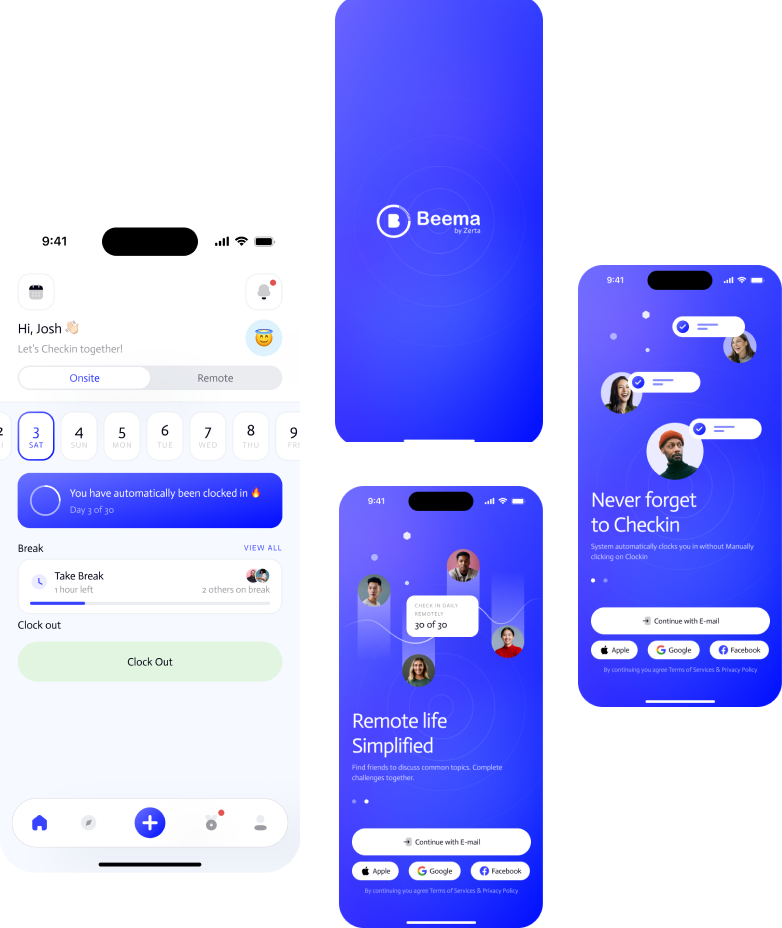 9:41
Hi, Josh 👋🏻
Let's Checkin together!
Onsite
Remote
3
SAT
4
SUN
5
MON
6
TUE
7
WED
8
THU
9
You have automatically been clocked in 🔥
Day 3 of 30
Break
VIEW ALL
Take Break
1 hour left
2 others on break
Clock out
Clock Out
B Beema
by Zerta
9:41
CHECK IN DAILY
REMOTELY
30 of 30
Remote life
Simplified
Find friends to discuss common topics. Complete
challenges together.
Continue with E-mail
Apple
Google
Facebook
By continuing you agree Terms of Services & Privacy Policy
9:41
Never forget
to Checkin
System automatically clocks you in without Manually
clicking on Clockin
Continue with E-mail
Apple
Google
Facebook
By continuing you agree Terms of Services & Privacy Policy